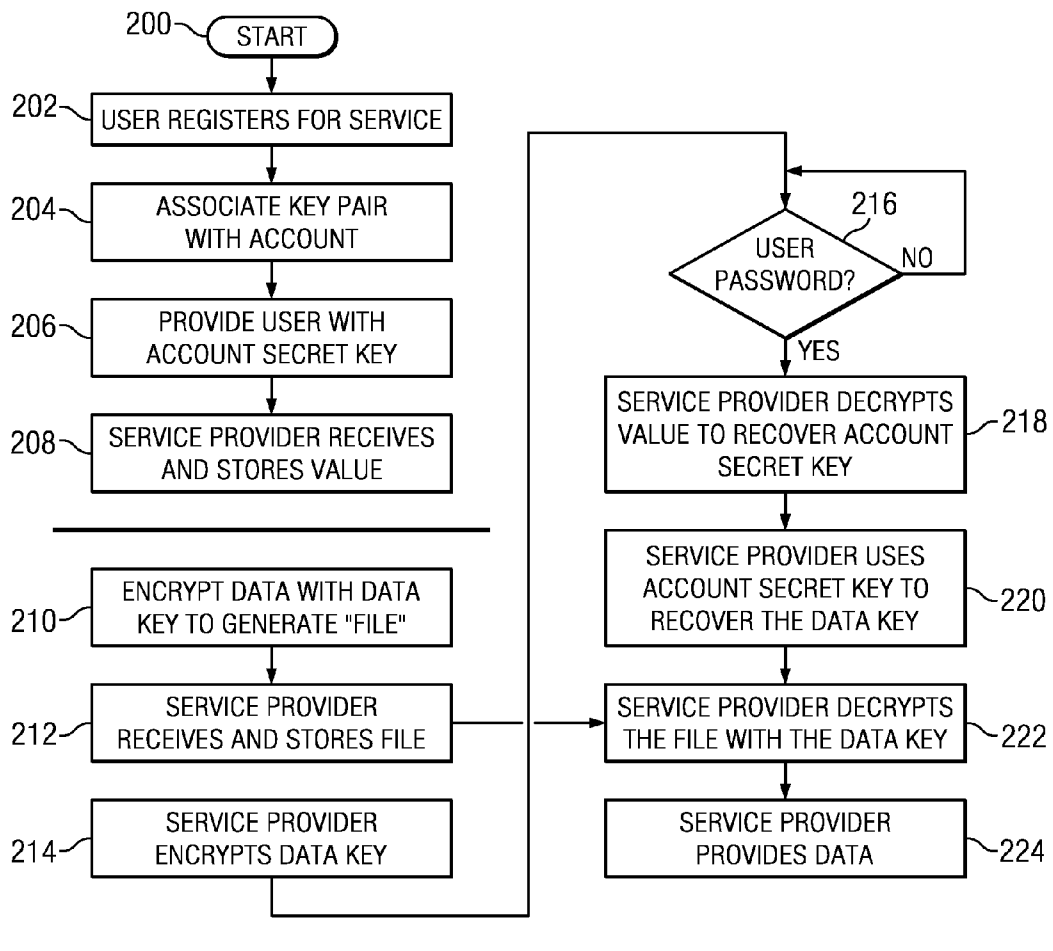 200
START
202
USER REGISTERS FOR SERVICE
204
ASSOCIATE KEY PAIR
WITH ACCOUNT
206
PROVIDE USER WITH
ACCOUNT SECRET KEY
208
SERVICE PROVIDER RECEIVES
AND STORES VALUE
210
ENCRYPT DATA WITH DATA
KEY TO GENERATE "FILE"
212
SERVICE PROVIDER
RECEIVES AND STORES FILE
214
SERVICE PROVIDER
ENCRYPTS DATA KEY
216
USER
PASSWORD?
NO
YES
SERVICE PROVIDER DECRYPTS
VALUE TO RECOVER ACCOUNT
SECRET KEY
218
SERVICE PROVIDER USES
ACCOUNT SECRET KEY TO
RECOVER THE DATA KEY
220
SERVICE PROVIDER DECRYPTS
THE FILE WITH THE DATA KEY
222
SERVICE PROVIDER
PROVIDES DATA
224